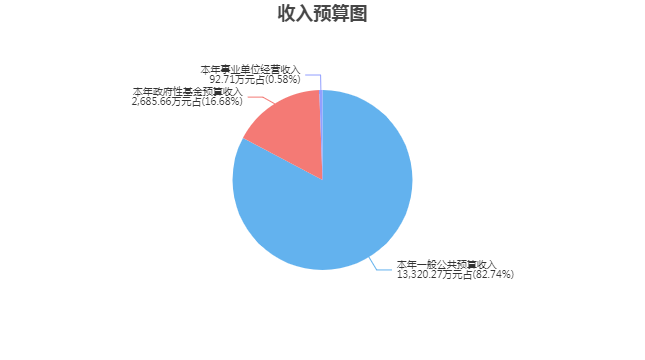 收入预算图
本年事业单位经营收入
92.71万元占(0.58%)
本年政府性基金预算收入
2,685.66万元占(16.68%)
本年一般公共预算收入
13,320.27万元占(82.74%)